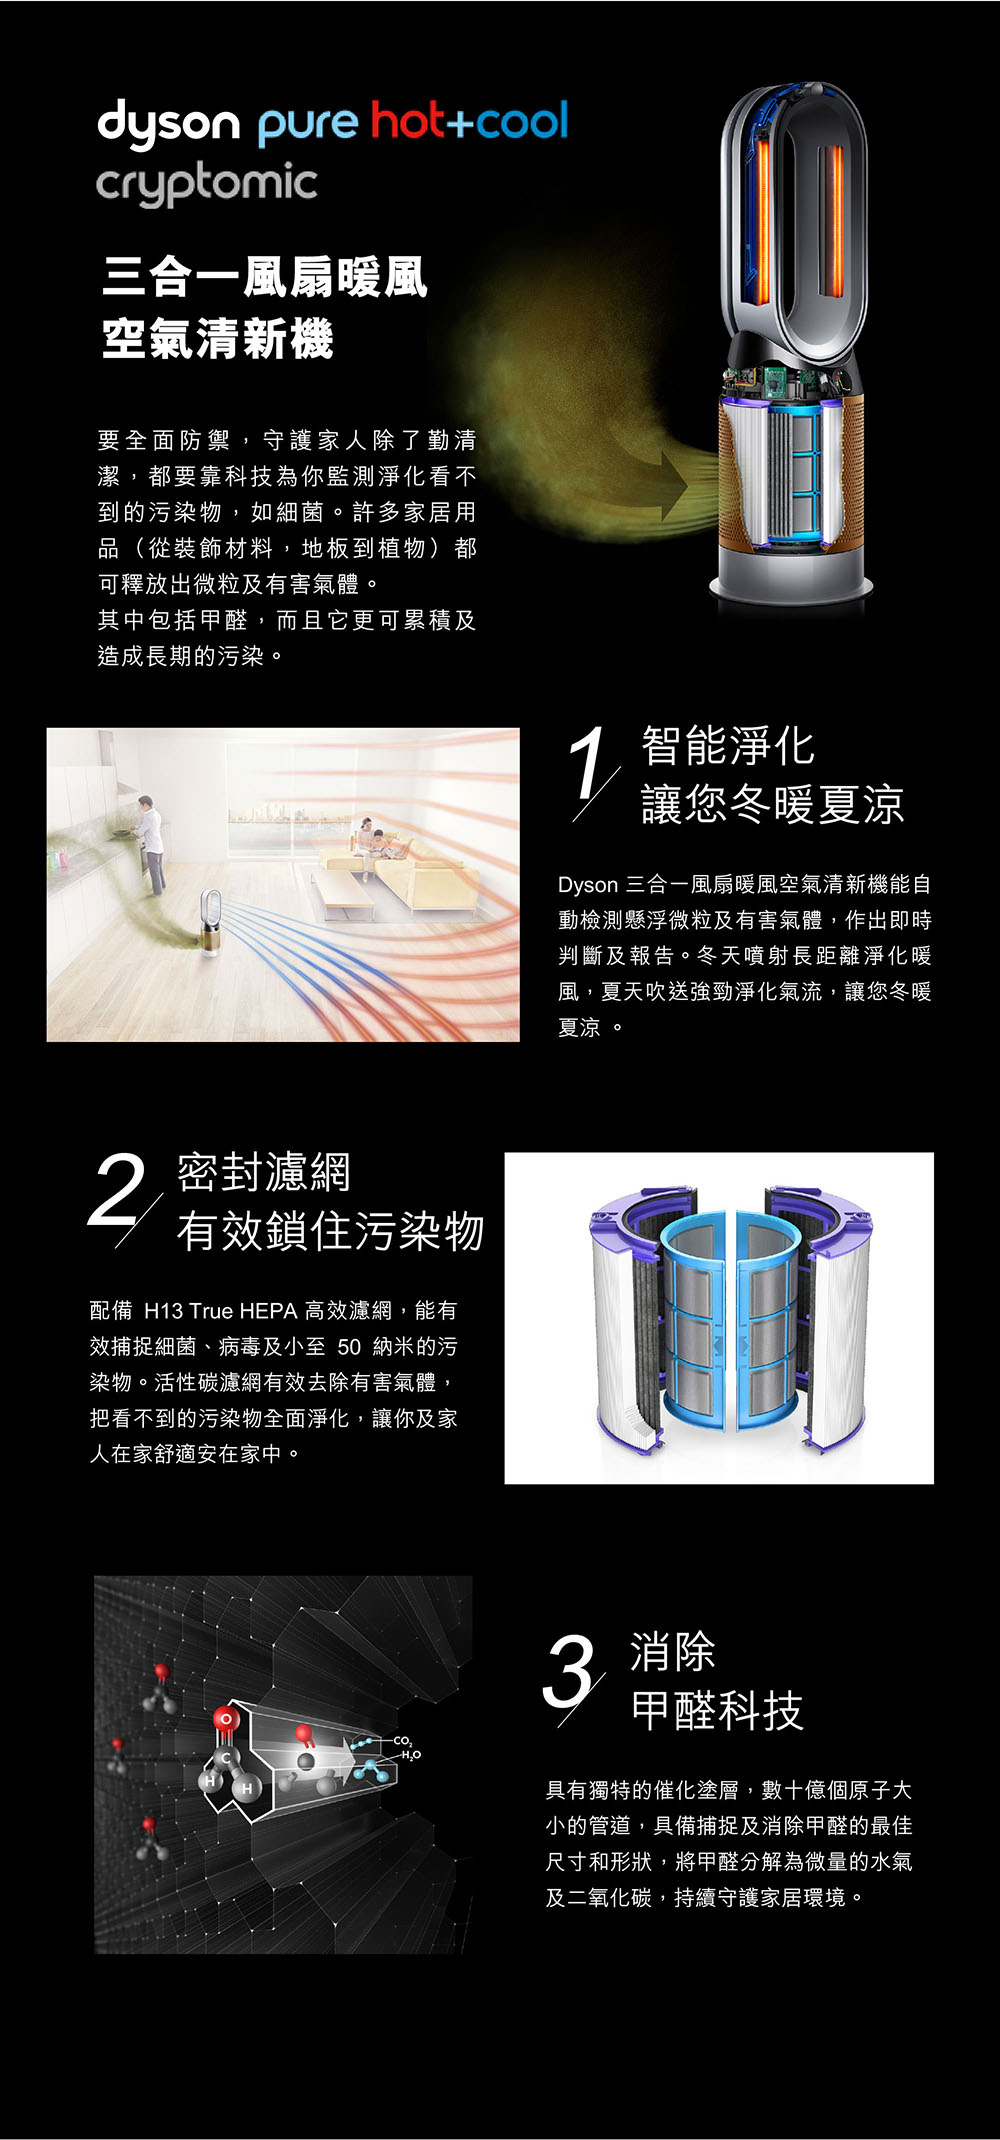 dyson pure hot+cool
cryptomic
三合一風扇暖風
空氣清新機
要全面防禦，守護家人除了勤清
潔，都要靠科技為你監測淨化看不
到的污染物，如細菌。許多家居用
品（從裝飾材料，地板到植物）都
可釋放出微粒及有害氣體。
其中包括甲醛，而且它更可累積及
造成長期的污染。
1 智能淨化
讓您冬暖夏涼
Dyson 三合一風扇暖風空氣清新機能自
動檢測懸浮微粒及有害氣體，作出即時
判斷及報告。冬天噴射長距離淨化暖
風，夏天吹送強勁淨化氣流，讓您冬暖
夏涼 。
2 密封濾網
有效鎖住污染物
配備 H13 True HEPA 高效濾網，能有
效捕捉細菌、病毒及小至 50 納米的污
染物。活性碳濾網有效去除有害氣體，
把看不到的污染物全面淨化，讓你及家
人在家舒適安在家中。
O
C
H
H
CO₂
H₂O
3 消除
甲醛科技
具有獨特的催化塗層，數十億個原子大
小的管道，具備捕捉及消除甲醛的最佳
尺寸和形狀，將甲醛分解為微量的水氣
及二氧化碳，持續守護家居環境。